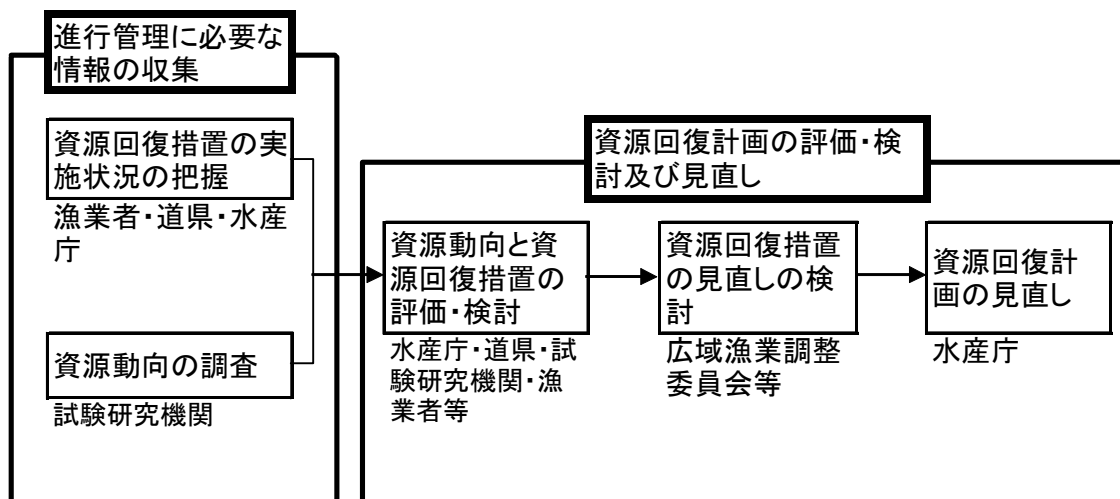 進行管理に必要な
情報の収集
資源回復措置の実
施状況の把握
漁業者・道県・水産
庁
資源動向の調査
試験研究機関
資源回復計画の評価・検
討及び見直し
資源動向と資
源回復措置の
評価・検討
水産庁・道県・試
験研究機関・漁
業者等
資源回復措置
の見直しの検
討
広域漁業調整
委員会等
資源回復計
画の見直し
水産庁